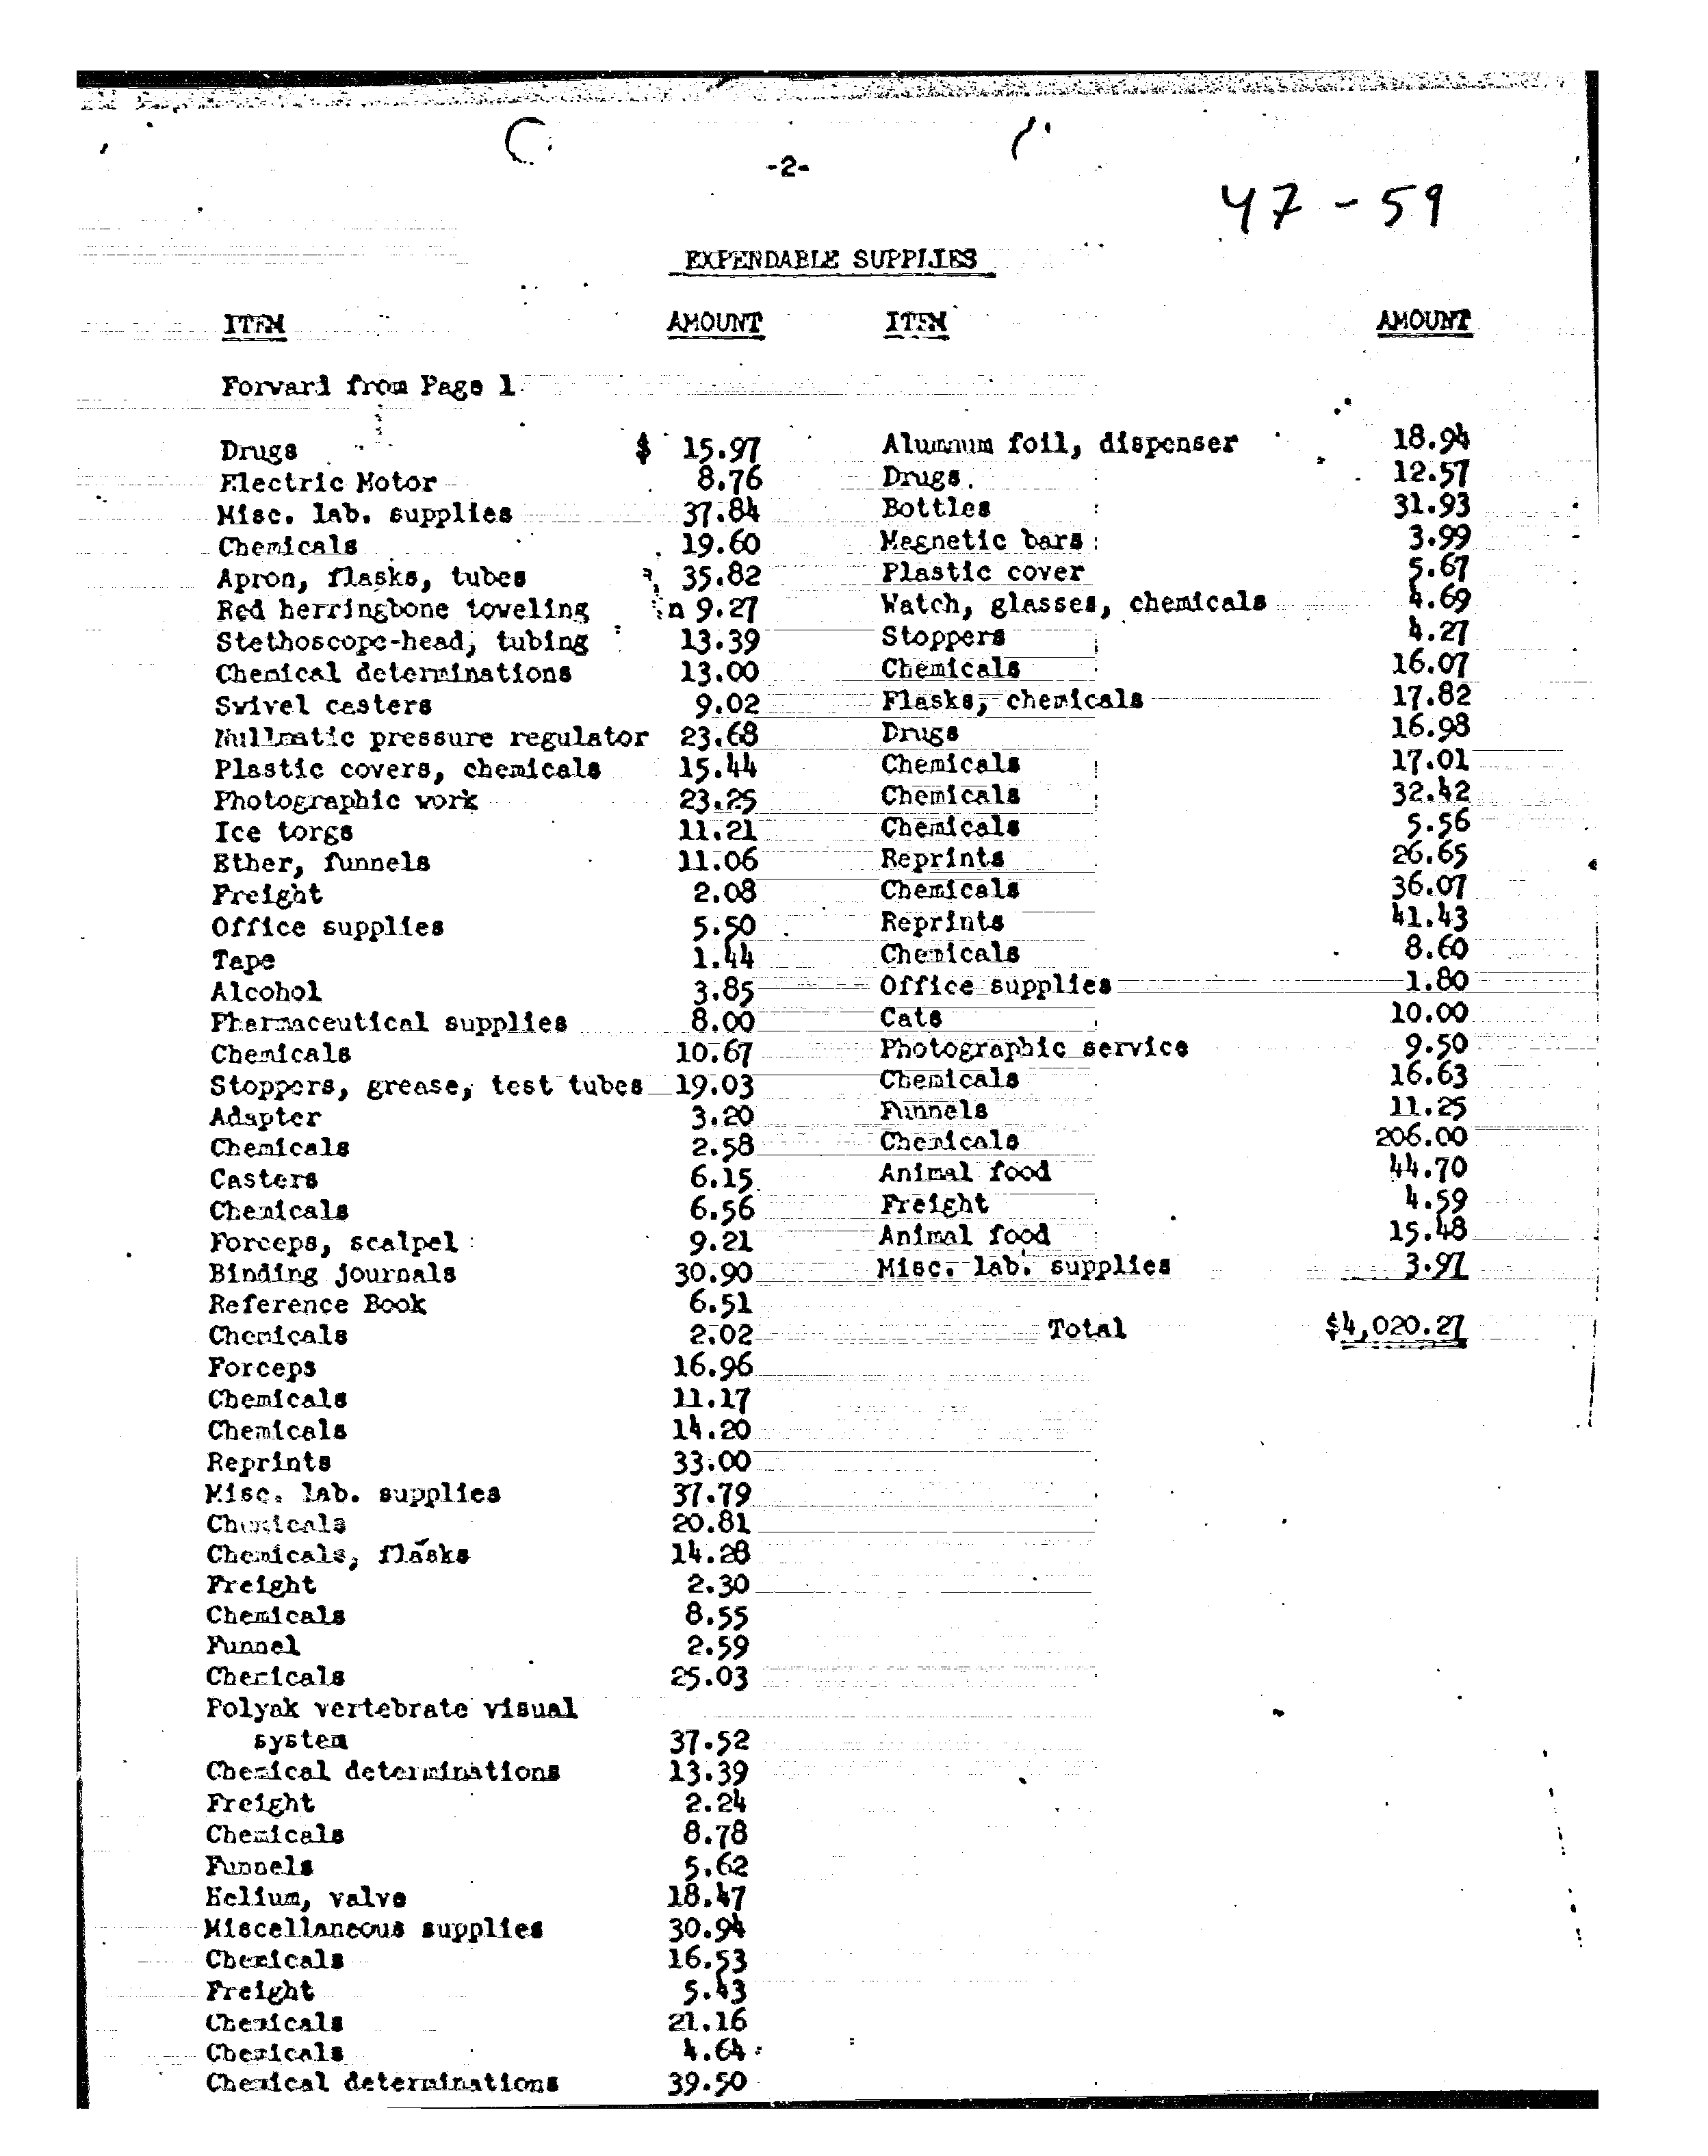 -2-
47-59
EXPENDABLE SUPPLIES
ITEM AMOUNT
Forward from Page 1
Drugs $ 15.97
Electric Motor 8.76
Misc. lab. supplies 37.84
Chemicals 19.60
Apron, flasks, tubes 35.82
Red herringbone toweling 9.27
Stethoscope-head, tubing 13.39
Chemical determinations 13.00
Swivel casters 9.02
Nullmatic pressure regulator 23.68
Plastic covers, chemicals 15.44
Photographic work 23.25
Ice torgs 11.21
Ether, funnels 11.06
Freight 2.08
Office supplies 5.50
Tape 1.44
Alcohol 3.85
Pharmaceutical supplies 8.00
Chemicals 10.67
Stoppers, grease, test tubes 19.03
Adapter 3.20
Chemicals 2.58
Casters 6.15
Chemicals 6.56
Forceps, scalpel 9.21
Binding journals 30.90
Reference Book 6.51
Chemicals 2.02
Forceps 16.96
Chemicals 11.17
Chemicals 14.20
Reprints 33.00
Misc. lab. supplies 37.79
Chemicals 20.81
Chemicals, flasks 14.28
Freight 2.30
Chemicals 8.55
Funnel 2.59
Chemicals 25.03
Polyak vertebrate visual
system 37.52
Chemical determinations 13.39
Freight 2.24
Chemicals 8.78
Funnels 5.62
Helium, valve 18.47
Miscellaneous supplies 30.94
Chemicals 16.53
Freight 5.43
Chemicals 21.16
Chemicals 4.64
Chemical determinations 39.50
ITEM AMOUNT
Alumnum foil, dispenser 18.94
Drugs 12.57
Bottles 31.93
Magnetic bars 3.99
Plastic cover 5.67
Watch, glasses, chemicals 4.69
Stoppers 4.27
Chemicals 16.07
Flasks, chemicals 17.82
Drugs 16.98
Chemicals 17.01
Chemicals 32.42
Chemicals 5.56
Reprints 26.65
Chemicals 36.07
Reprints 41.43
Chemicals 8.60
Office supplies 1.80
Cats 10.00
Photographic service 9.50
Chemicals 16.63
Funnels 11.25
Chemicals 206.00
Animal food 44.70
Freight 4.59
Animal food 15.48
Misc. lab. supplies 3.97
Total $4,020.27